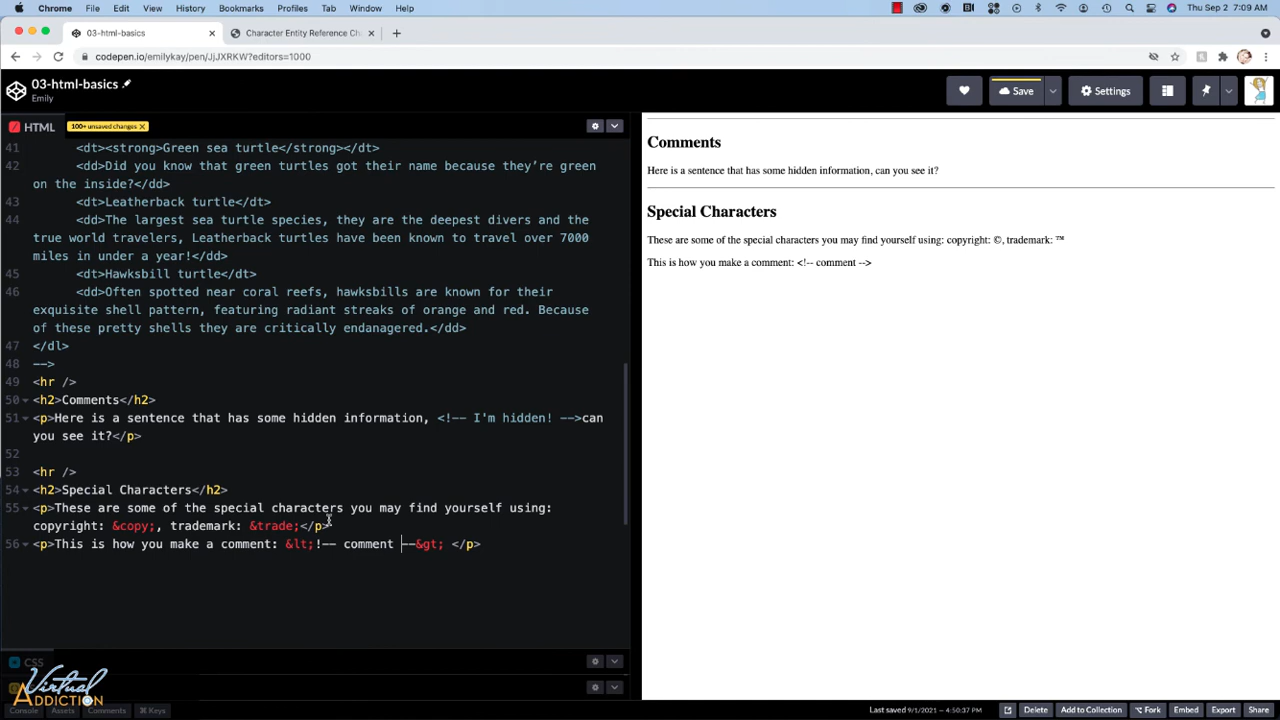 Chrome File Edit View History Bookmarks Profiles Tab Window Help Thu Sep 2 7:09 AM
03-html-basics × Character Entity Reference Ch × +
codepen.io/emilykay/pen/JjJXRKW?editors=1000
03-html-basics
Emily
Save
Settings
HTML 100+ unsaved changes X
41 <dt><strong>Green sea turtle</strong></dt>
42 <dd>Did you know that green turtles got their name because they’re green
on the inside?</dd>
43 <dt>Leatherback turtle</dt>
44 <dd>The largest sea turtle species, they are the deepest divers and the
true world travelers, Leatherback turtles have been known to travel over 7000
miles in under a year!</dd>
45 <dt>Hawksbill turtle</dt>
46 <dd>Often spotted near coral reefs, hawksbills are known for their
exquisite shell pattern, featuring radiant streaks of orange and red. Because
of these pretty shells they are critically endanagered.</dd>
47 </dl>
48 -->
49 <hr />
50 <h2>Comments</h2>
51 <p>Here is a sentence that has some hidden information, <!-- I'm hidden! -->can
you see it?</p>
52
53 <hr />
54 <h2>Special Characters</h2>
55 <p>These are some of the special characters you may find yourself using:
copyright: &copy;, trademark: &trade;</p>
56 <p>This is how you make a comment: &lt;!-- comment --&gt; </p>
CSS
Virtual
ADDICTION
Console Assets Comments ⌘ Keys
Comments
Here is a sentence that has some hidden information, can you see it?
Special Characters
These are some of the special characters you may find yourself using: copyright: ©, trademark: ™
This is how you make a comment: <!-- comment -->
Last saved 9/1/2021 — 4:50:37 PM Delete Add to Collection Fork Embed Export Share